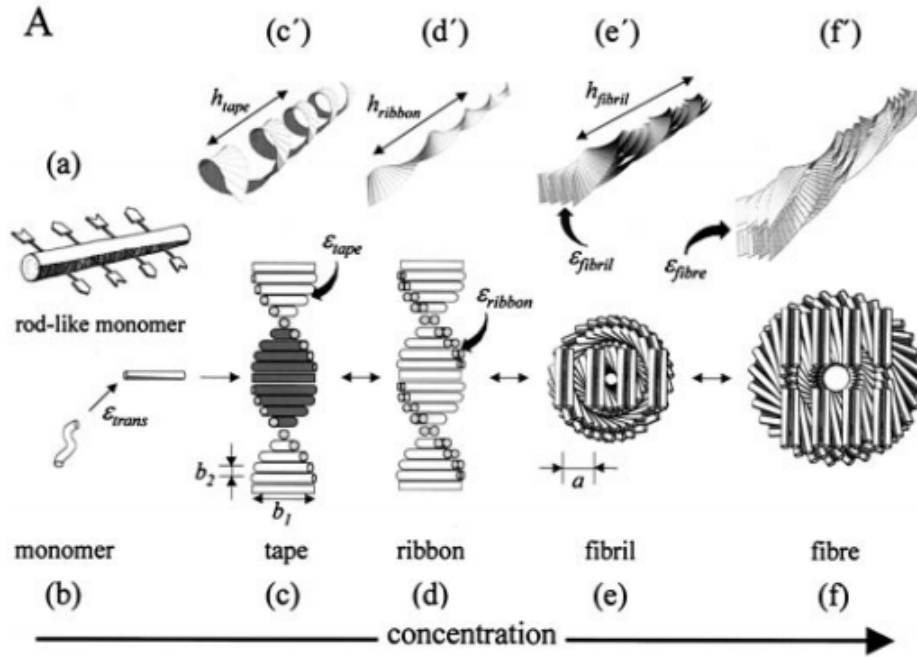 A
(c´) (d´) (e´) (f´)
h_tape h_ribbon h_fibril
(a)
ε_fibril ε_fibre
rod-like monomer
ε_tape ε_ribbon
ε_trans
b_2 b_1 a
monomer tape ribbon fibril fibre
(b) (c) (d) (e) (f)
concentration